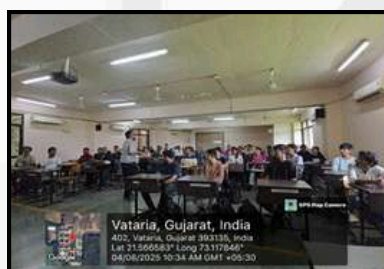 GPS Map Camera
Vataria, Gujarat, India
402, Vataria, Gujarat 393135, India
Lat 21.566583° Long 73.117846°
04/08/2025 10:34 AM GMT +05:30
Google